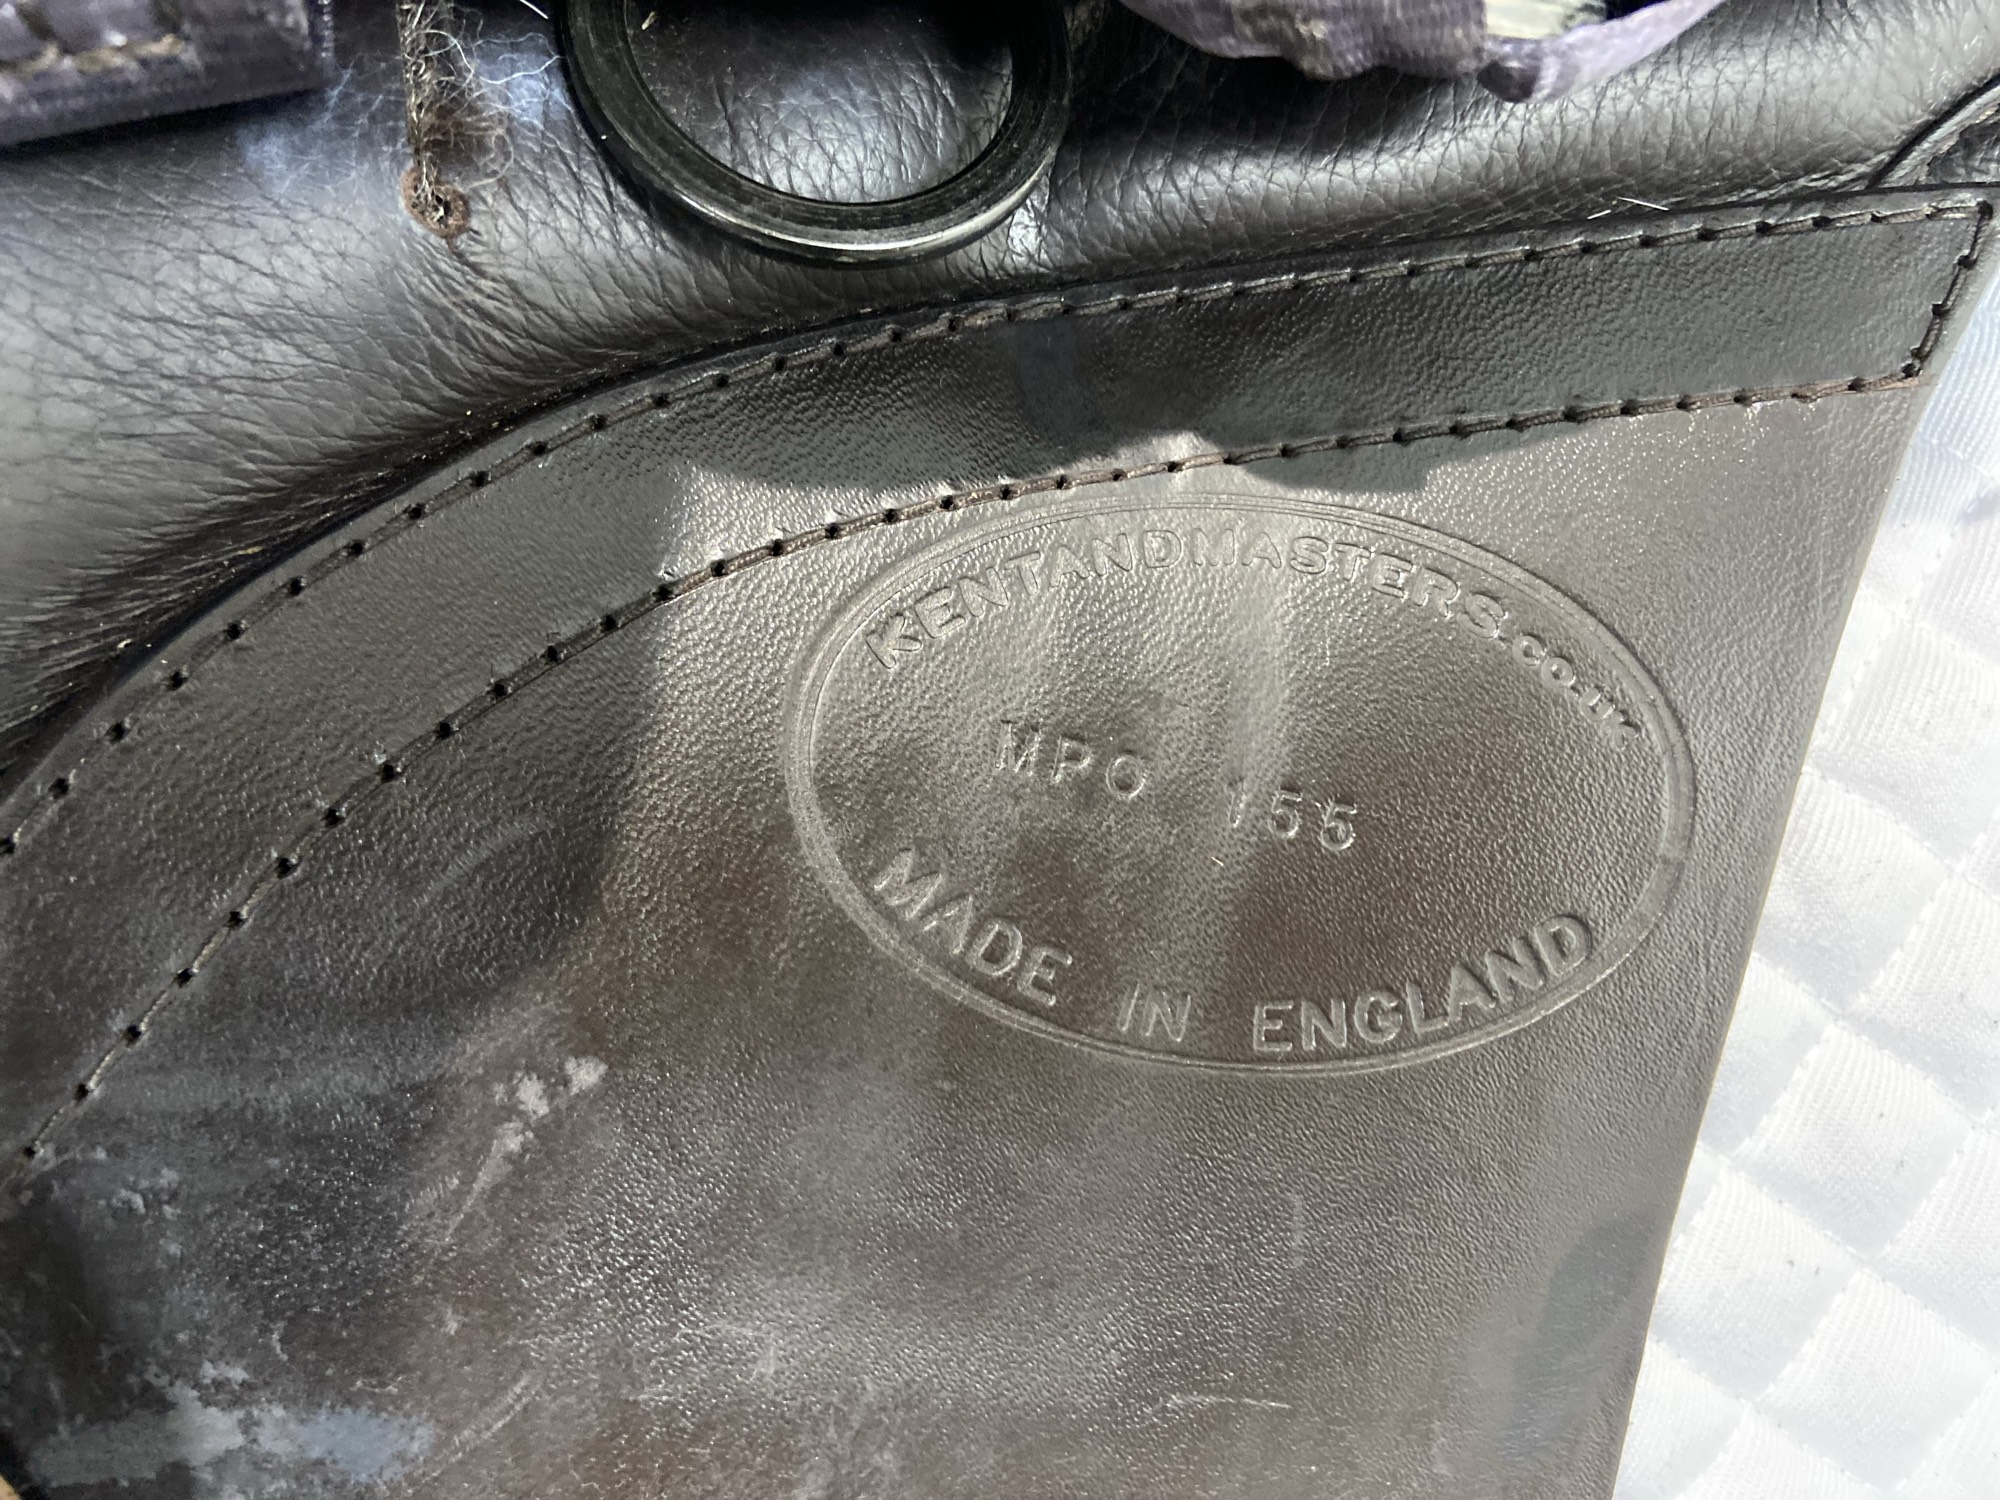 KENTANDMASTERS.CO.UK
MPO 155
MADE IN ENGLAND